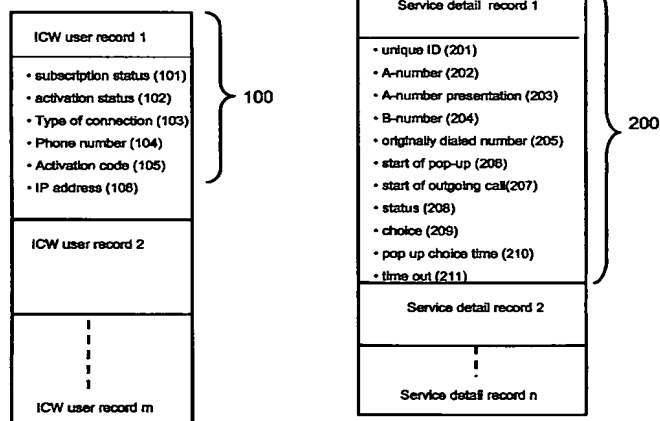 ICW user record 1
• subscription status (101)
• activation status (102)
• Type of connection (103)
• Phone number (104)
• Activation code (105)
• IP address (106)
100
ICW user record 2
ICW user record m
Service detail record 1
• unique ID (201)
• A-number (202)
• A-number presentation (203)
• B-number (204)
• originally dialed number (205)
• start of pop-up (206)
• start of outgoing call(207)
• status (208)
• choice (209)
• pop up choice time (210)
• time out (211)
200
Service detail record 2
Service detail record n